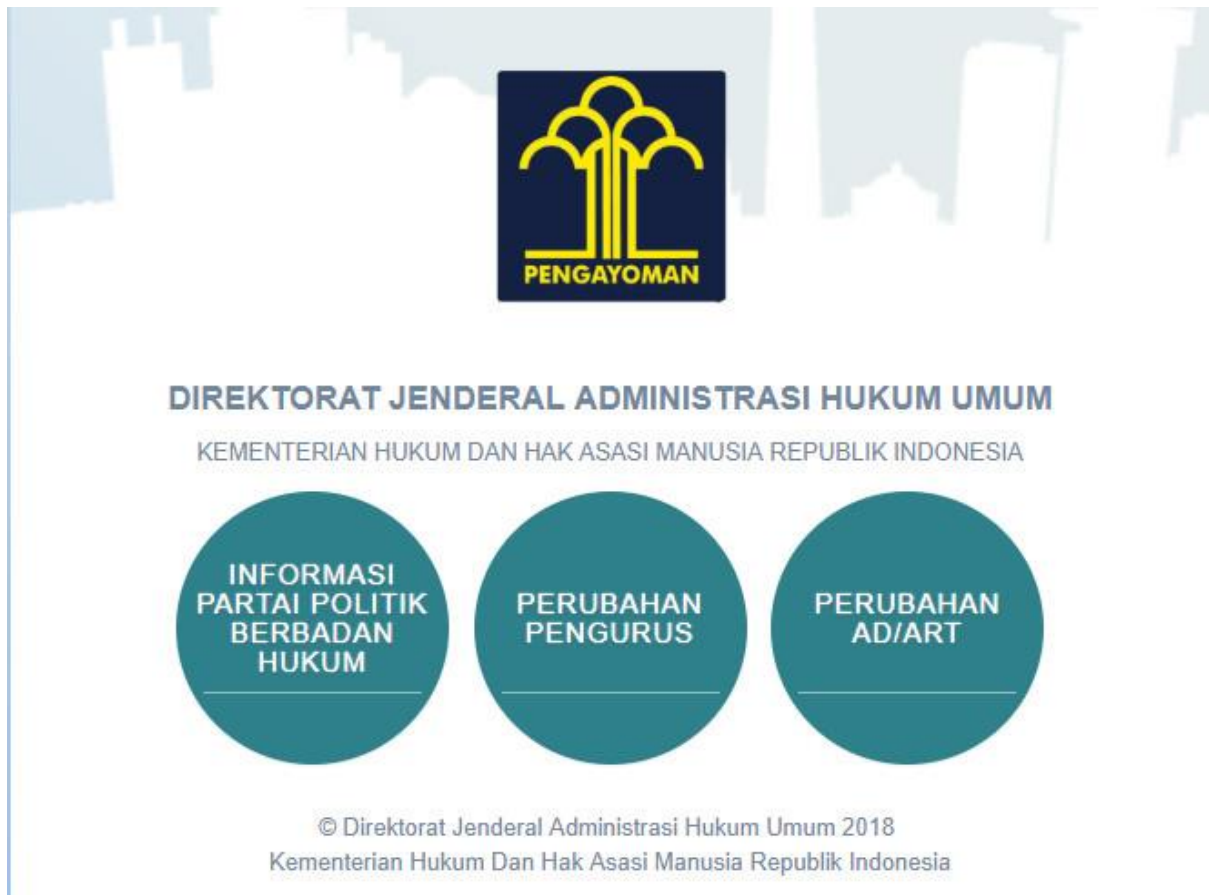 PENGAYOMAN
DIREKTORAT JENDERAL ADMINISTRASI HUKUM UMUM
KEMENTERIAN HUKUM DAN HAK ASASI MANUSIA REPUBLIK INDONESIA
INFORMASI
PARTAI POLITIK
BERBADAN
HUKUM
PERUBAHAN
PENGURUS
PERUBAHAN
AD/ART
© Direktorat Jenderal Administrasi Hukum Umum 2018
Kementerian Hukum Dan Hak Asasi Manusia Republik Indonesia